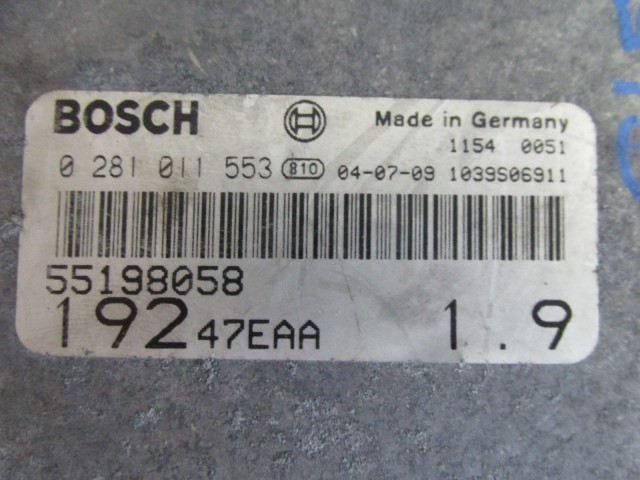 BOSCH Made in Germany
1154 0051
0 281 011 553 810 04-07-09 1039S06911
55198058
192 47EAA 1.9